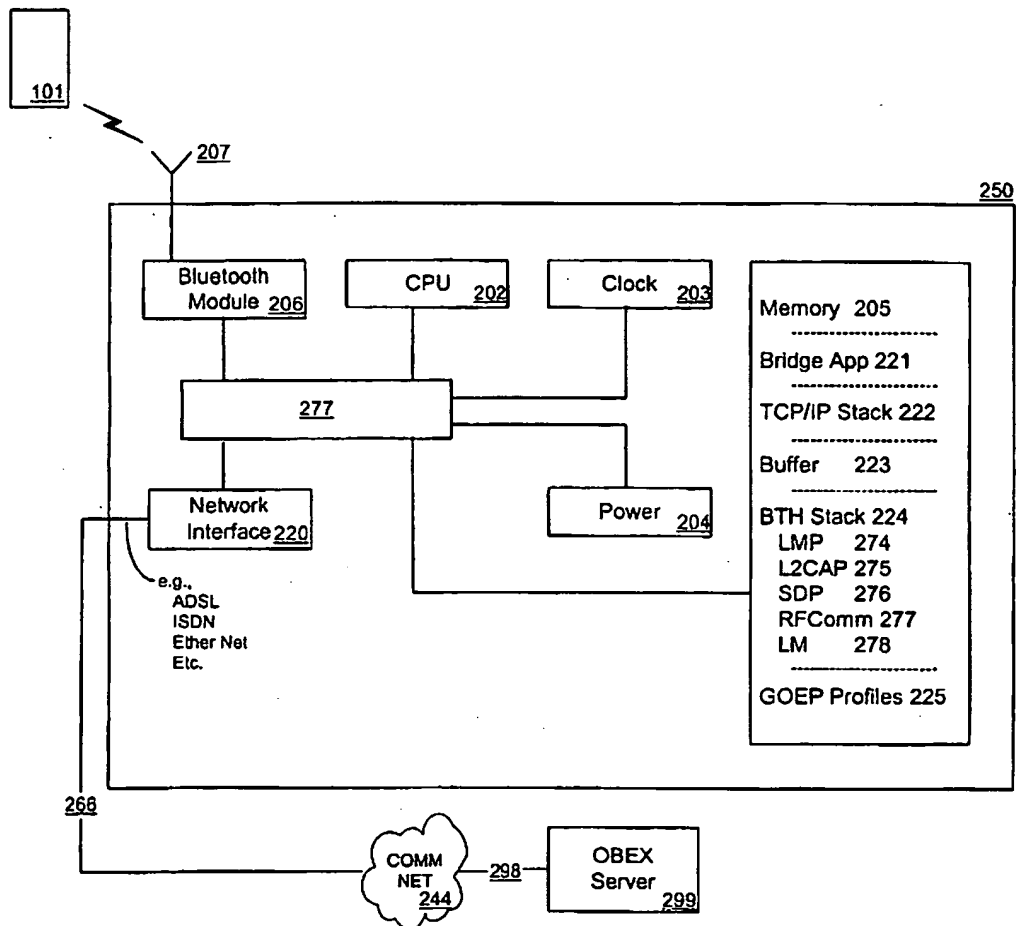 101
207
250
Bluetooth
Module 206
CPU 202
Clock 203
277
Network
Interface 220
Power 204
Memory 205
Bridge App 221
TCP/IP Stack 222
Buffer 223
BTH Stack 224
LMP 274
L2CAP 275
SDP 276
RFComm 277
LM 278
GOEP Profiles 225
e.g.,
ADSL
ISDN
Ether Net
Etc.
266
COMM
NET
244
298
OBEX
Server
299